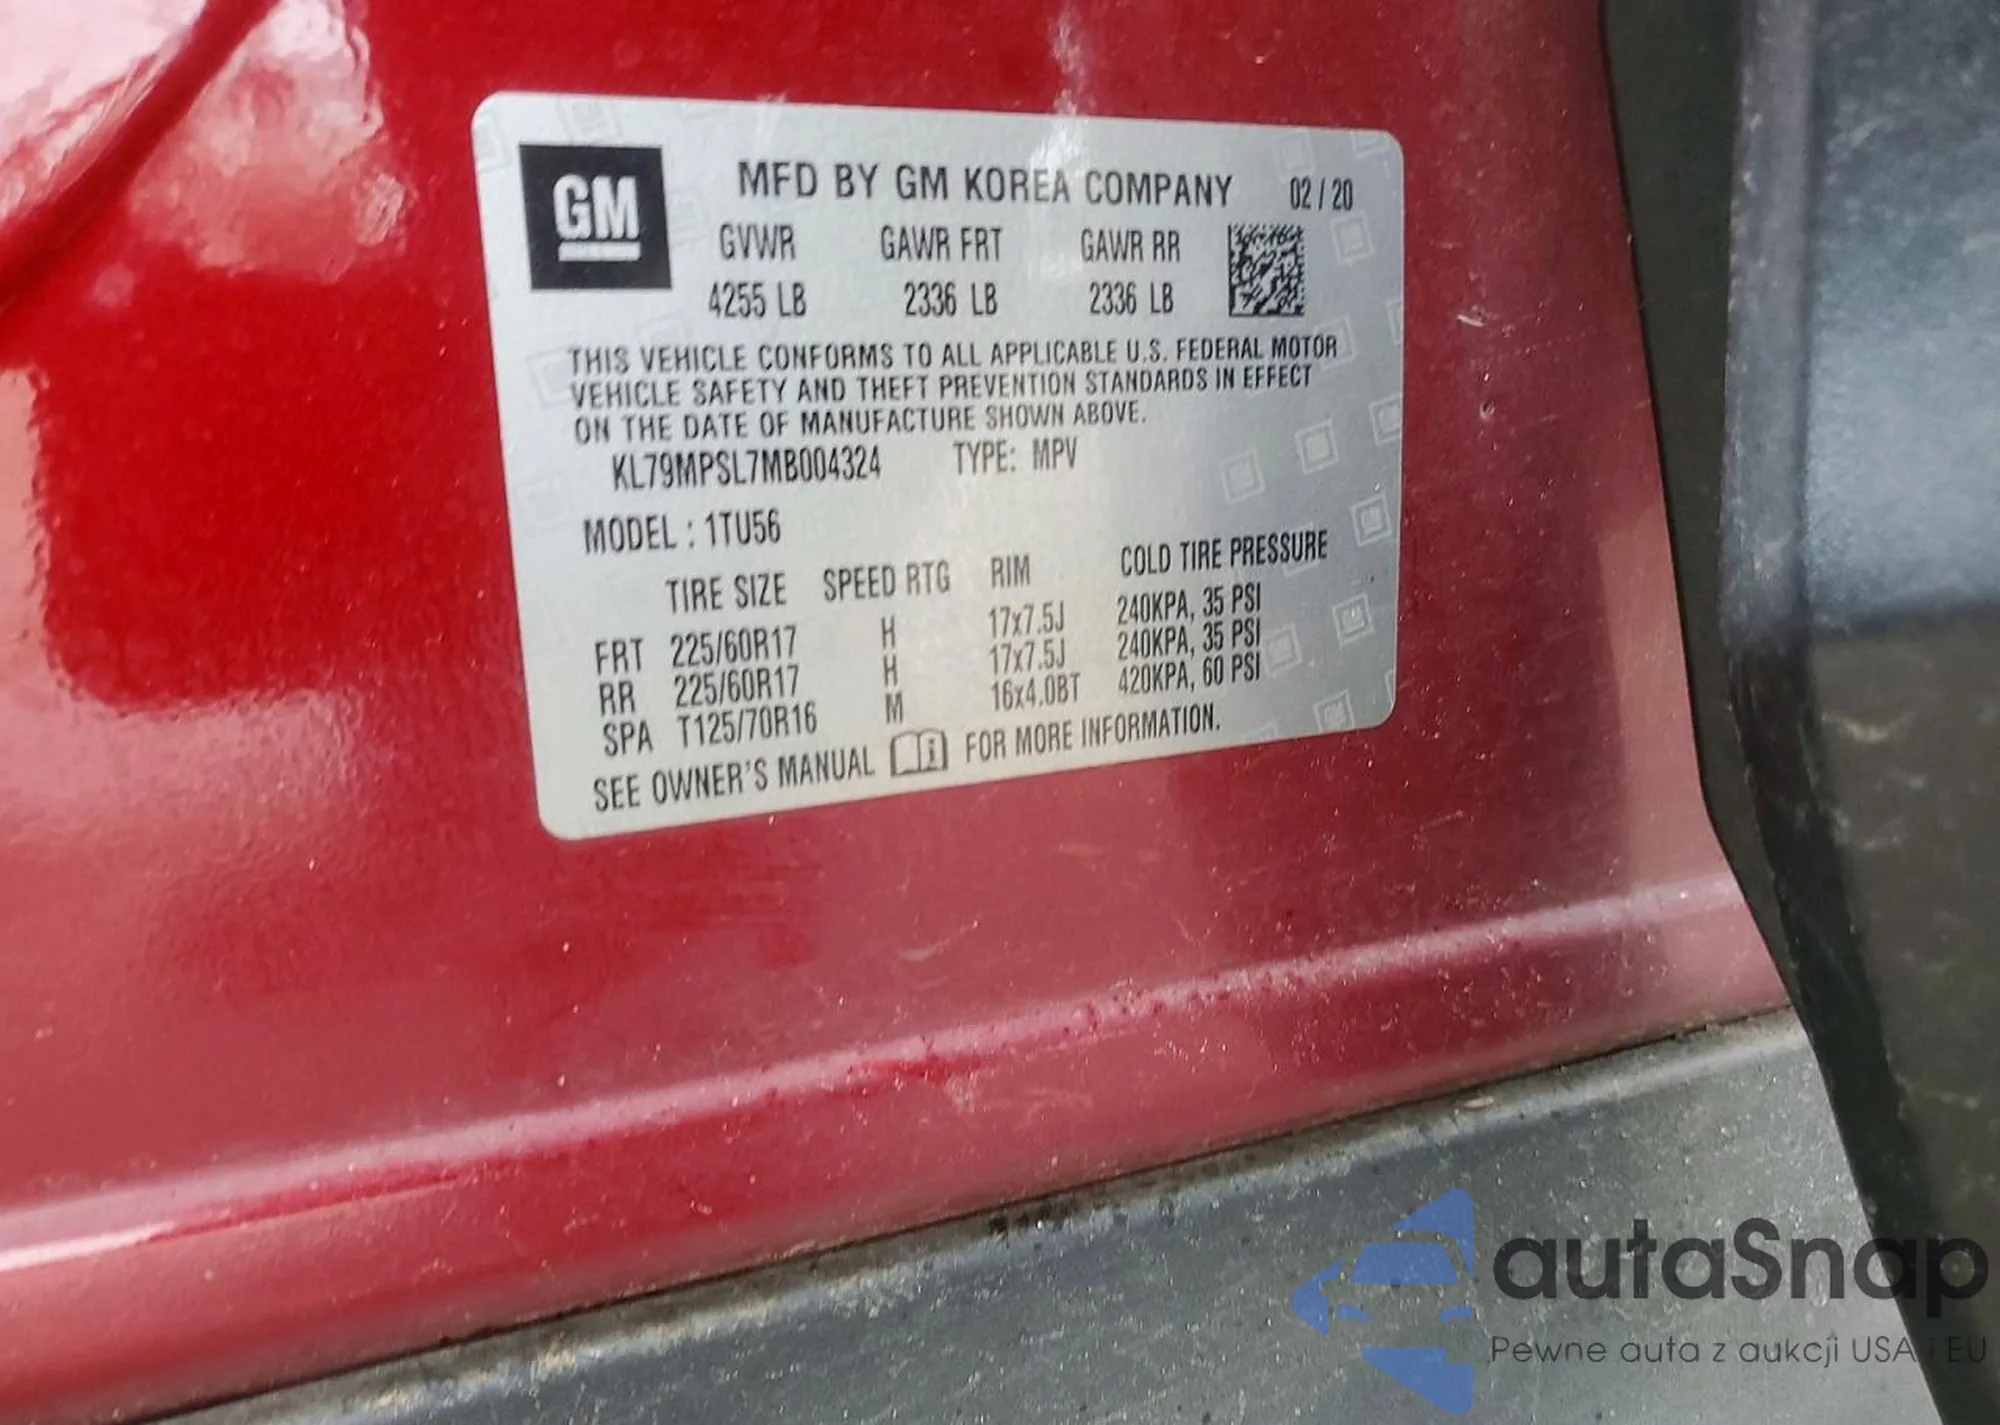 GM
MFD BY GM KOREA COMPANY 02 / 20
GVWR GAWR FRT GAWR RR
4255 LB 2336 LB 2336 LB
THIS VEHICLE CONFORMS TO ALL APPLICABLE U.S. FEDERAL MOTOR
VEHICLE SAFETY AND THEFT PREVENTION STANDARDS IN EFFECT
ON THE DATE OF MANUFACTURE SHOWN ABOVE.
KL79MPSL7MB004324 TYPE: MPV
MODEL : 1TU56
TIRE SIZE SPEED RTG RIM COLD TIRE PRESSURE
FRT 225/60R17 H 17x7.5J 240KPA, 35 PSI
RR 225/60R17 H 17x7.5J 240KPA, 35 PSI
SPA T125/70R16 M 16x4.0BT 420KPA, 60 PSI
SEE OWNER'S MANUAL FOR MORE INFORMATION.
autaSnap
Pewne auta z aukcji USA i EU